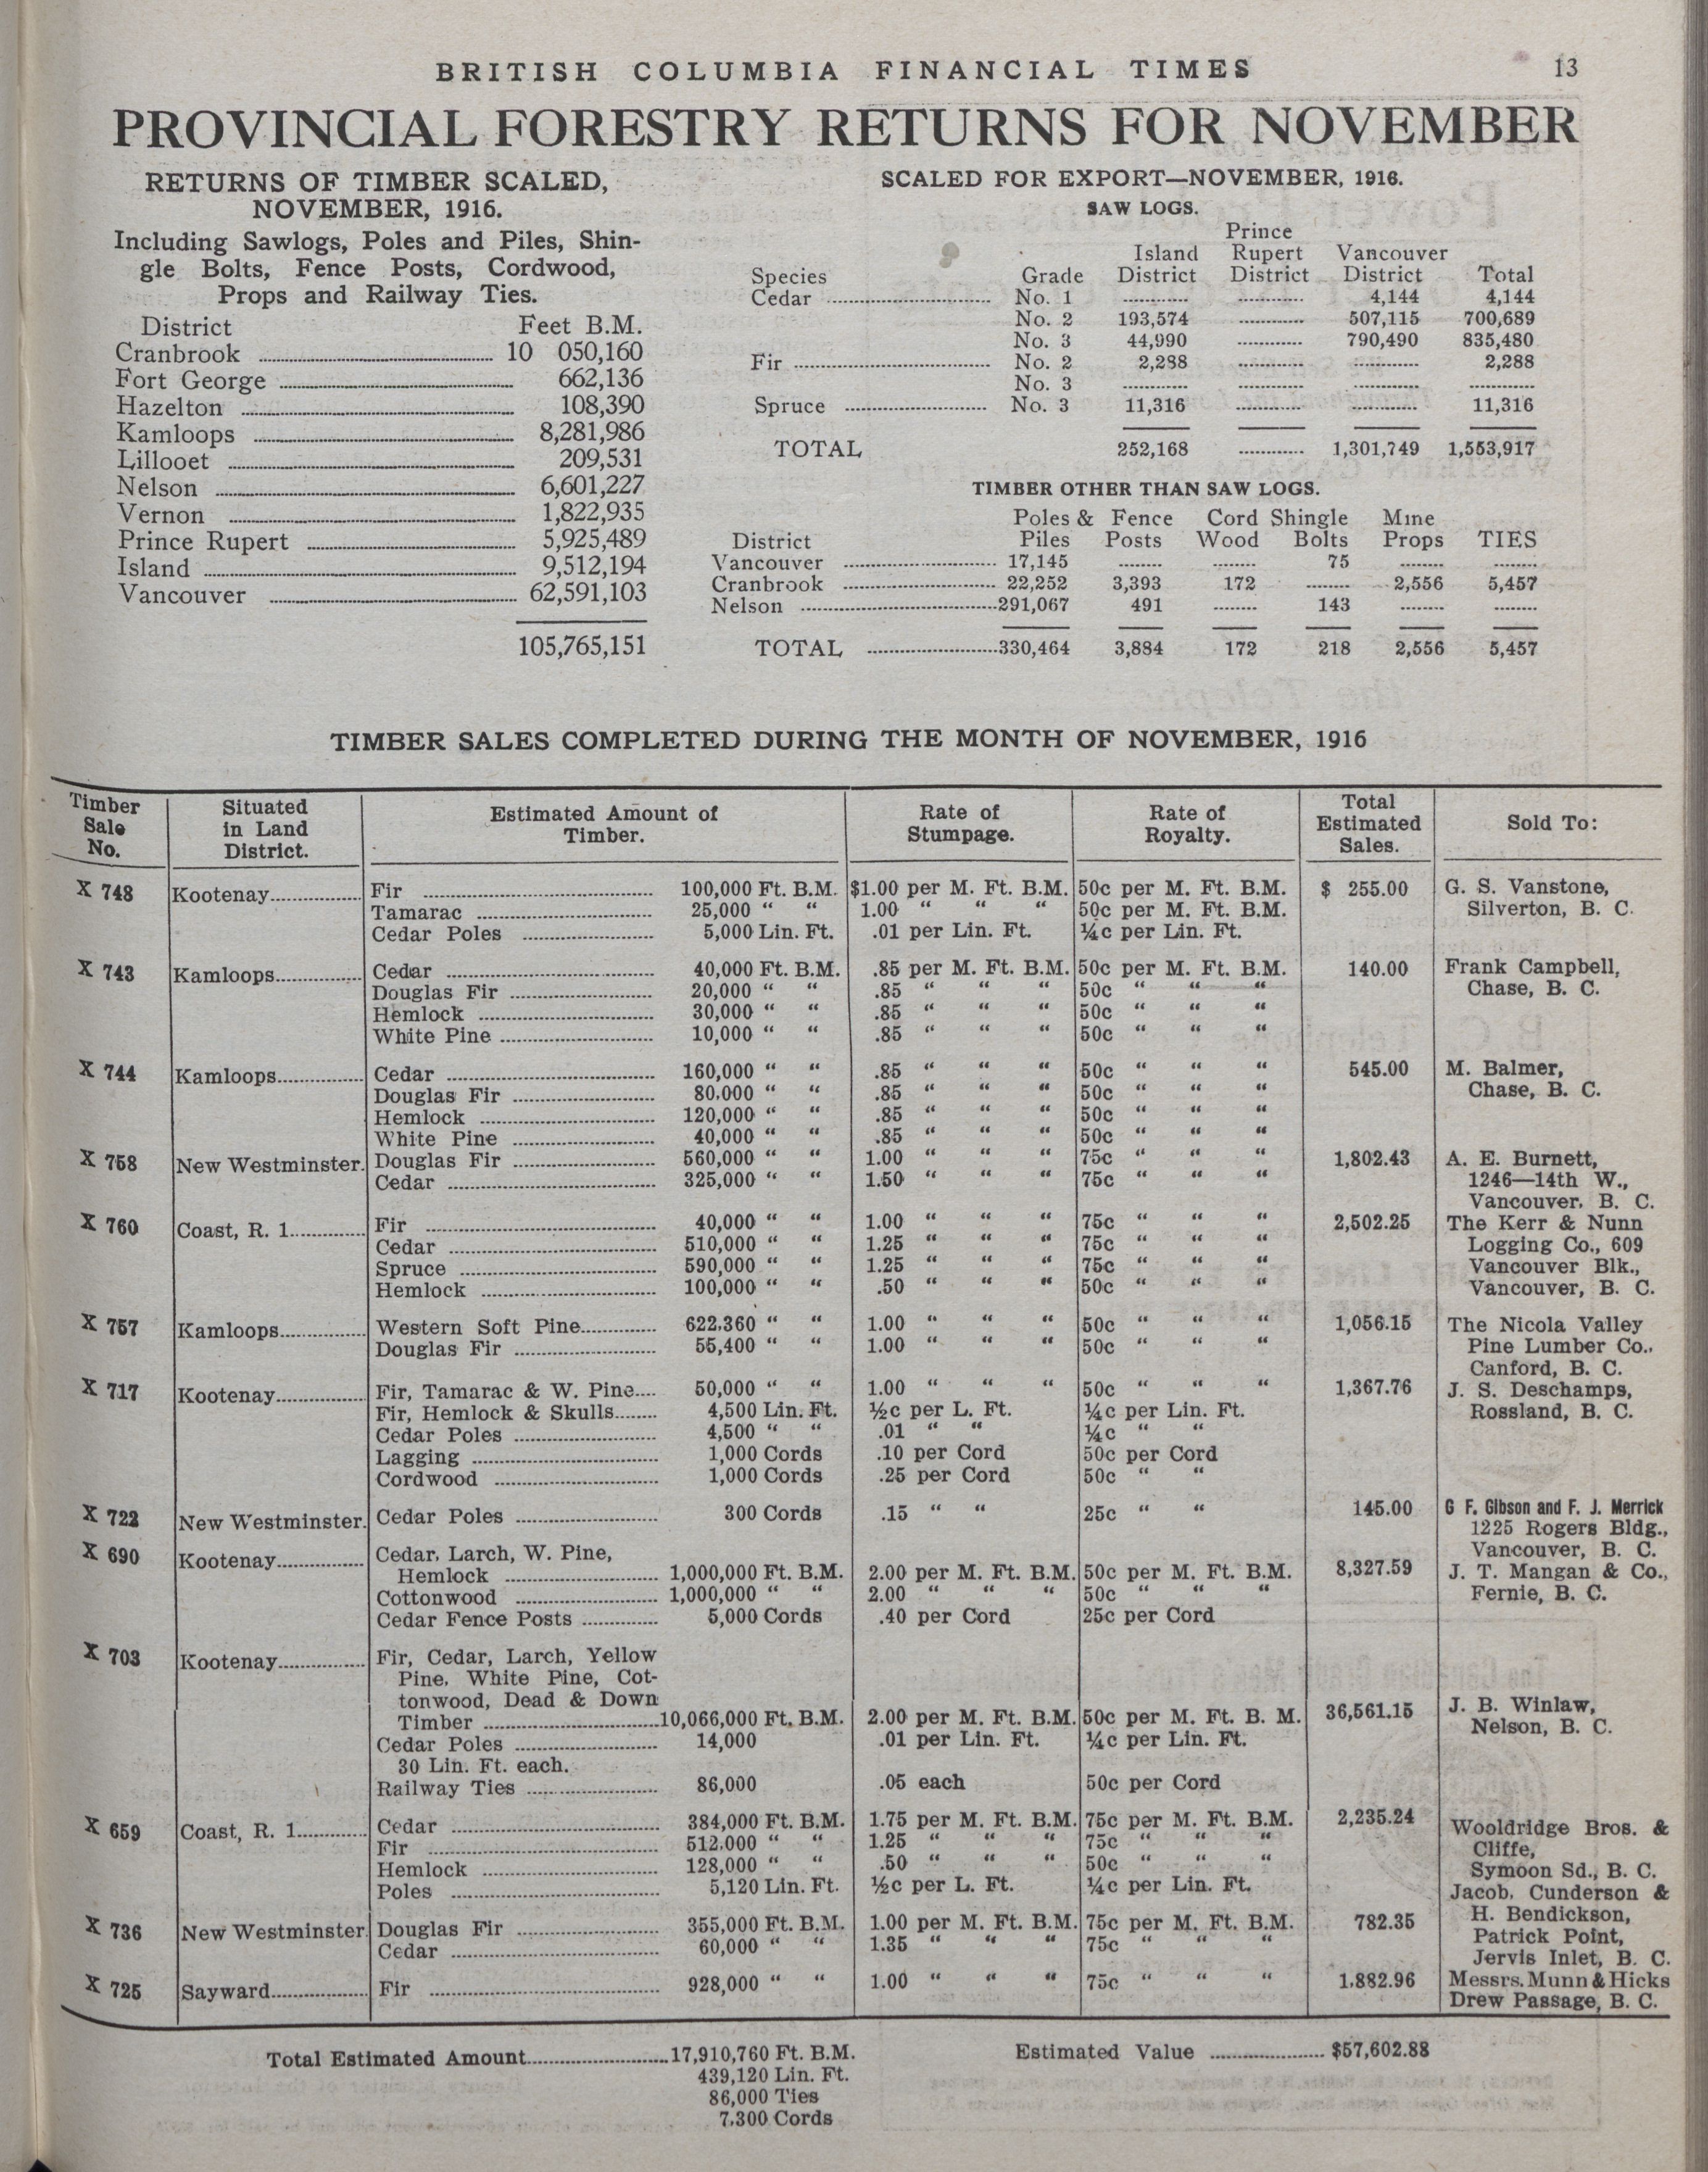 BRITISH COLUMBIA FINANCIAL TIMES 13
PROVINCIAL FORESTRY RETURNS FOR NOVEMBER
RETURNS OF TIMBER SCALED,
NOVEMBER, 1916.
Including Sawlogs, Poles and Piles, Shin-
gle Bolts, Fence Posts, Cordwood,
Props and Railway Ties.
District Feet B.M.
Cranbrook 10 050,160
Fort George 662,136
Hazelton 108,390
Kamloops 8,281,986
Lillooet 209,531
Nelson 6,601,227
Vernon 1,822,935
Prince Rupert 5,925,489
Island 9,512,194
Vancouver 62,591,103
105,765,151
SCALED FOR EXPORT—NOVEMBER, 1916.
SAW LOGS.
Prince
Island Rupert Vancouver
Species Grade District District District Total
Cedar No. 1 4,144 4,144
No. 2 193,574 507,115 700,689
No. 3 44,990 790,490 835,480
Fir No. 2 2,288 2,288
No. 3
Spruce No. 3 11,316 11,316
TOTAL 252,168 1,301,749 1,553,917
TIMBER OTHER THAN SAW LOGS.
Poles & Fence Cord Shingle Mine
District Piles Posts Wood Bolts Props TIES
Vancouver 17,145 75
Cranbrook 22,252 3,393 172 2,556 5,457
Nelson 291,067 491 143
TOTAL 330,464 3,884 172 218 2,556 5,457
TIMBER SALES COMPLETED DURING THE MONTH OF NOVEMBER, 1916
Timber Situated Total
Sale in Land Estimated Amount of Rate of Rate of Estimated Sold To:
No. District. Timber. Stumpage. Royalty. Sales.
X 748 Kootenay Fir 100,000 Ft. B.M. $1.00 per M. Ft. B.M. 50c per M. Ft. B.M. $ 255.00 G. S. Vanstone,
Tamarac 25,000 " " 1.00 " " " 50c per M. Ft. B.M. Silverton, B. C.
Cedar Poles 5,000 Lin. Ft. .01 per Lin. Ft. ¼c per Lin. Ft.
X 743 Kamloops Cedar 40,000 Ft. B.M. .85 per M. Ft. B.M. 50c per M. Ft. B.M. 140.00 Frank Campbell,
Douglas Fir 20,000 " " .85 " " " 50c " " " Chase, B. C.
Hemlock 30,000 " " .85 " " " 50c " " "
White Pine 10,000 " " .85 " " " 50c " " "
X 744 Kamloops Cedar 160,000 " " .85 " " " 50c " " " 545.00 M. Balmer,
Douglas Fir 80,000 " " .85 " " " 50c " " " Chase, B. C.
Hemlock 120,000 " " .85 " " " 50c " " "
White Pine 40,000 " " .85 " " " 50c " " "
X 758 New Westminster. Douglas Fir 560,000 " " 1.00 " " " 75c " " " 1,802.43 A. E. Burnett,
Cedar 325,000 " " 1.50 " " " 75c " " " 1246—14th W.,
Vancouver, B. C.
X 760 Coast, R. 1 Fir 40,000 " " 1.00 " " " 75c " " " 2,502.25 The Kerr & Nunn
Cedar 510,000 " " 1.25 " " " 75c " " " Logging Co., 609
Spruce 590,000 " " 1.25 " " " 75c " " " Vancouver Blk.,
Hemlock 100,000 " " .50 " " " 50c " " " Vancouver, B. C.
X 757 Kamloops Western Soft Pine 622,360 " " 1.00 " " " 50c " " " 1,056.15 The Nicola Valley
Douglas Fir 55,400 " " 1.00 " " " 50c " " " Pine Lumber Co.,
Canford, B. C.
X 717 Kootenay Fir, Tamarac & W. Pine 50,000 " " 1.00 " " " 50c " " " 1,367.76 J. S. Deschamps,
Fir, Hemlock & Skulls 4,500 Lin. Ft. ½c per L. Ft. ¼c per Lin. Ft. Rossland, B. C.
Cedar Poles 4,500 " " .01 " " ¼c " "
Lagging 1,000 Cords .10 per Cord 50c per Cord
Cordwood 1,000 Cords .25 per Cord 50c " "
X 722 New Westminster. Cedar Poles 300 Cords .15 " " 25c " " 145.00 G F. Gibson and F. J. Merrick
1225 Rogers Bldg.,
Vancouver, B. C.
X 690 Kootenay Cedar, Larch, W. Pine,
Hemlock 1,000,000 Ft. B.M. 2.00 per M. Ft. B.M. 50c per M. Ft. B.M. 8,327.59 J. T. Mangan & Co.,
Cottonwood 1,000,000 " " 2.00 " " " 50c " " " Fernie, B. C.
Cedar Fence Posts 5,000 Cords .40 per Cord 25c per Cord
X 703 Kootenay Fir, Cedar, Larch, Yellow
Pine, White Pine, Cot-
tonwood, Dead & Down
Timber 10,066,000 Ft. B.M. 2.00 per M. Ft. B.M. 50c per M. Ft. B. M. 36,561.15 J. B. Winlaw,
Cedar Poles 14,000 .01 per Lin. Ft. ¼c per Lin. Ft. Nelson, B. C.
30 Lin. Ft. each.
Railway Ties 86,000 .05 each 50c per Cord
X 659 Coast, R. 1 Cedar 384,000 Ft. B.M. 1.75 per M. Ft. B.M. 75c per M. Ft. B.M. 2,235.24 Wooldridge Bros. &
Fir 512,000 " " 1.25 " " " 75c " " " Cliffe,
Hemlock 128,000 " " .50 " " " 50c " " " Symoon Sd., B. C.
Poles 5,120 Lin. Ft. ½c per L. Ft. ¼c per Lin. Ft. Jacob, Cunderson &
X 736 New Westminster Douglas Fir 355,000 Ft. B.M. 1.00 per M. Ft. B.M. 75c per M. Ft. B.M. 782.35 H. Bendickson,
Cedar 60,000 " " 1.35 " " " 75c " " " Patrick Point,
Jervis Inlet, B. C.
X 725 Sayward Fir 928,000 " " 1.00 " " " 75c " " " 1,882.96 Messrs. Munn & Hicks
Drew Passage, B. C.
Total Estimated Amount 17,910,760 Ft. B.M. Estimated Value $57,602.88
439,120 Lin. Ft.
86,000 Ties
7,300 Cords